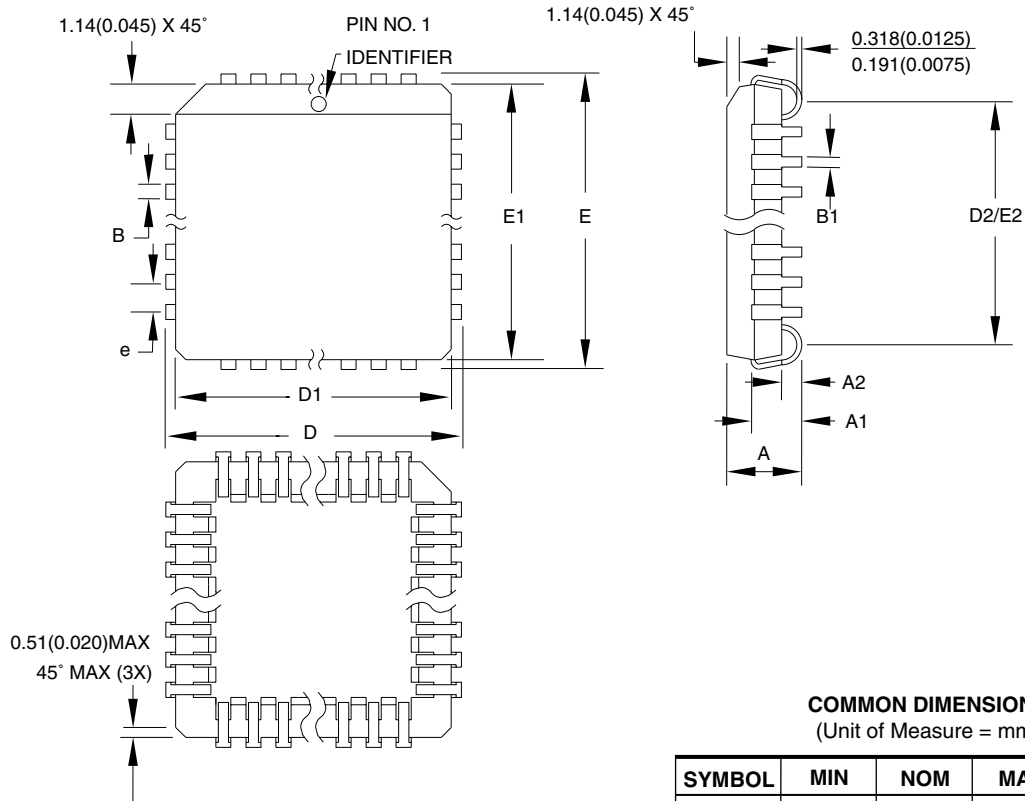 1.14(0.045) X 45˚
PIN NO. 1
IDENTIFIER
1.14(0.045) X 45˚
0.318(0.0125)
0.191(0.0075)
E1
E
B1
D2/E2
B
e
A2
A1
A
D1
D
0.51(0.020)MAX
45˚ MAX (3X)
COMMON DIMENSION
(Unit of Measure = mm
SYMBOL MIN NOM MA